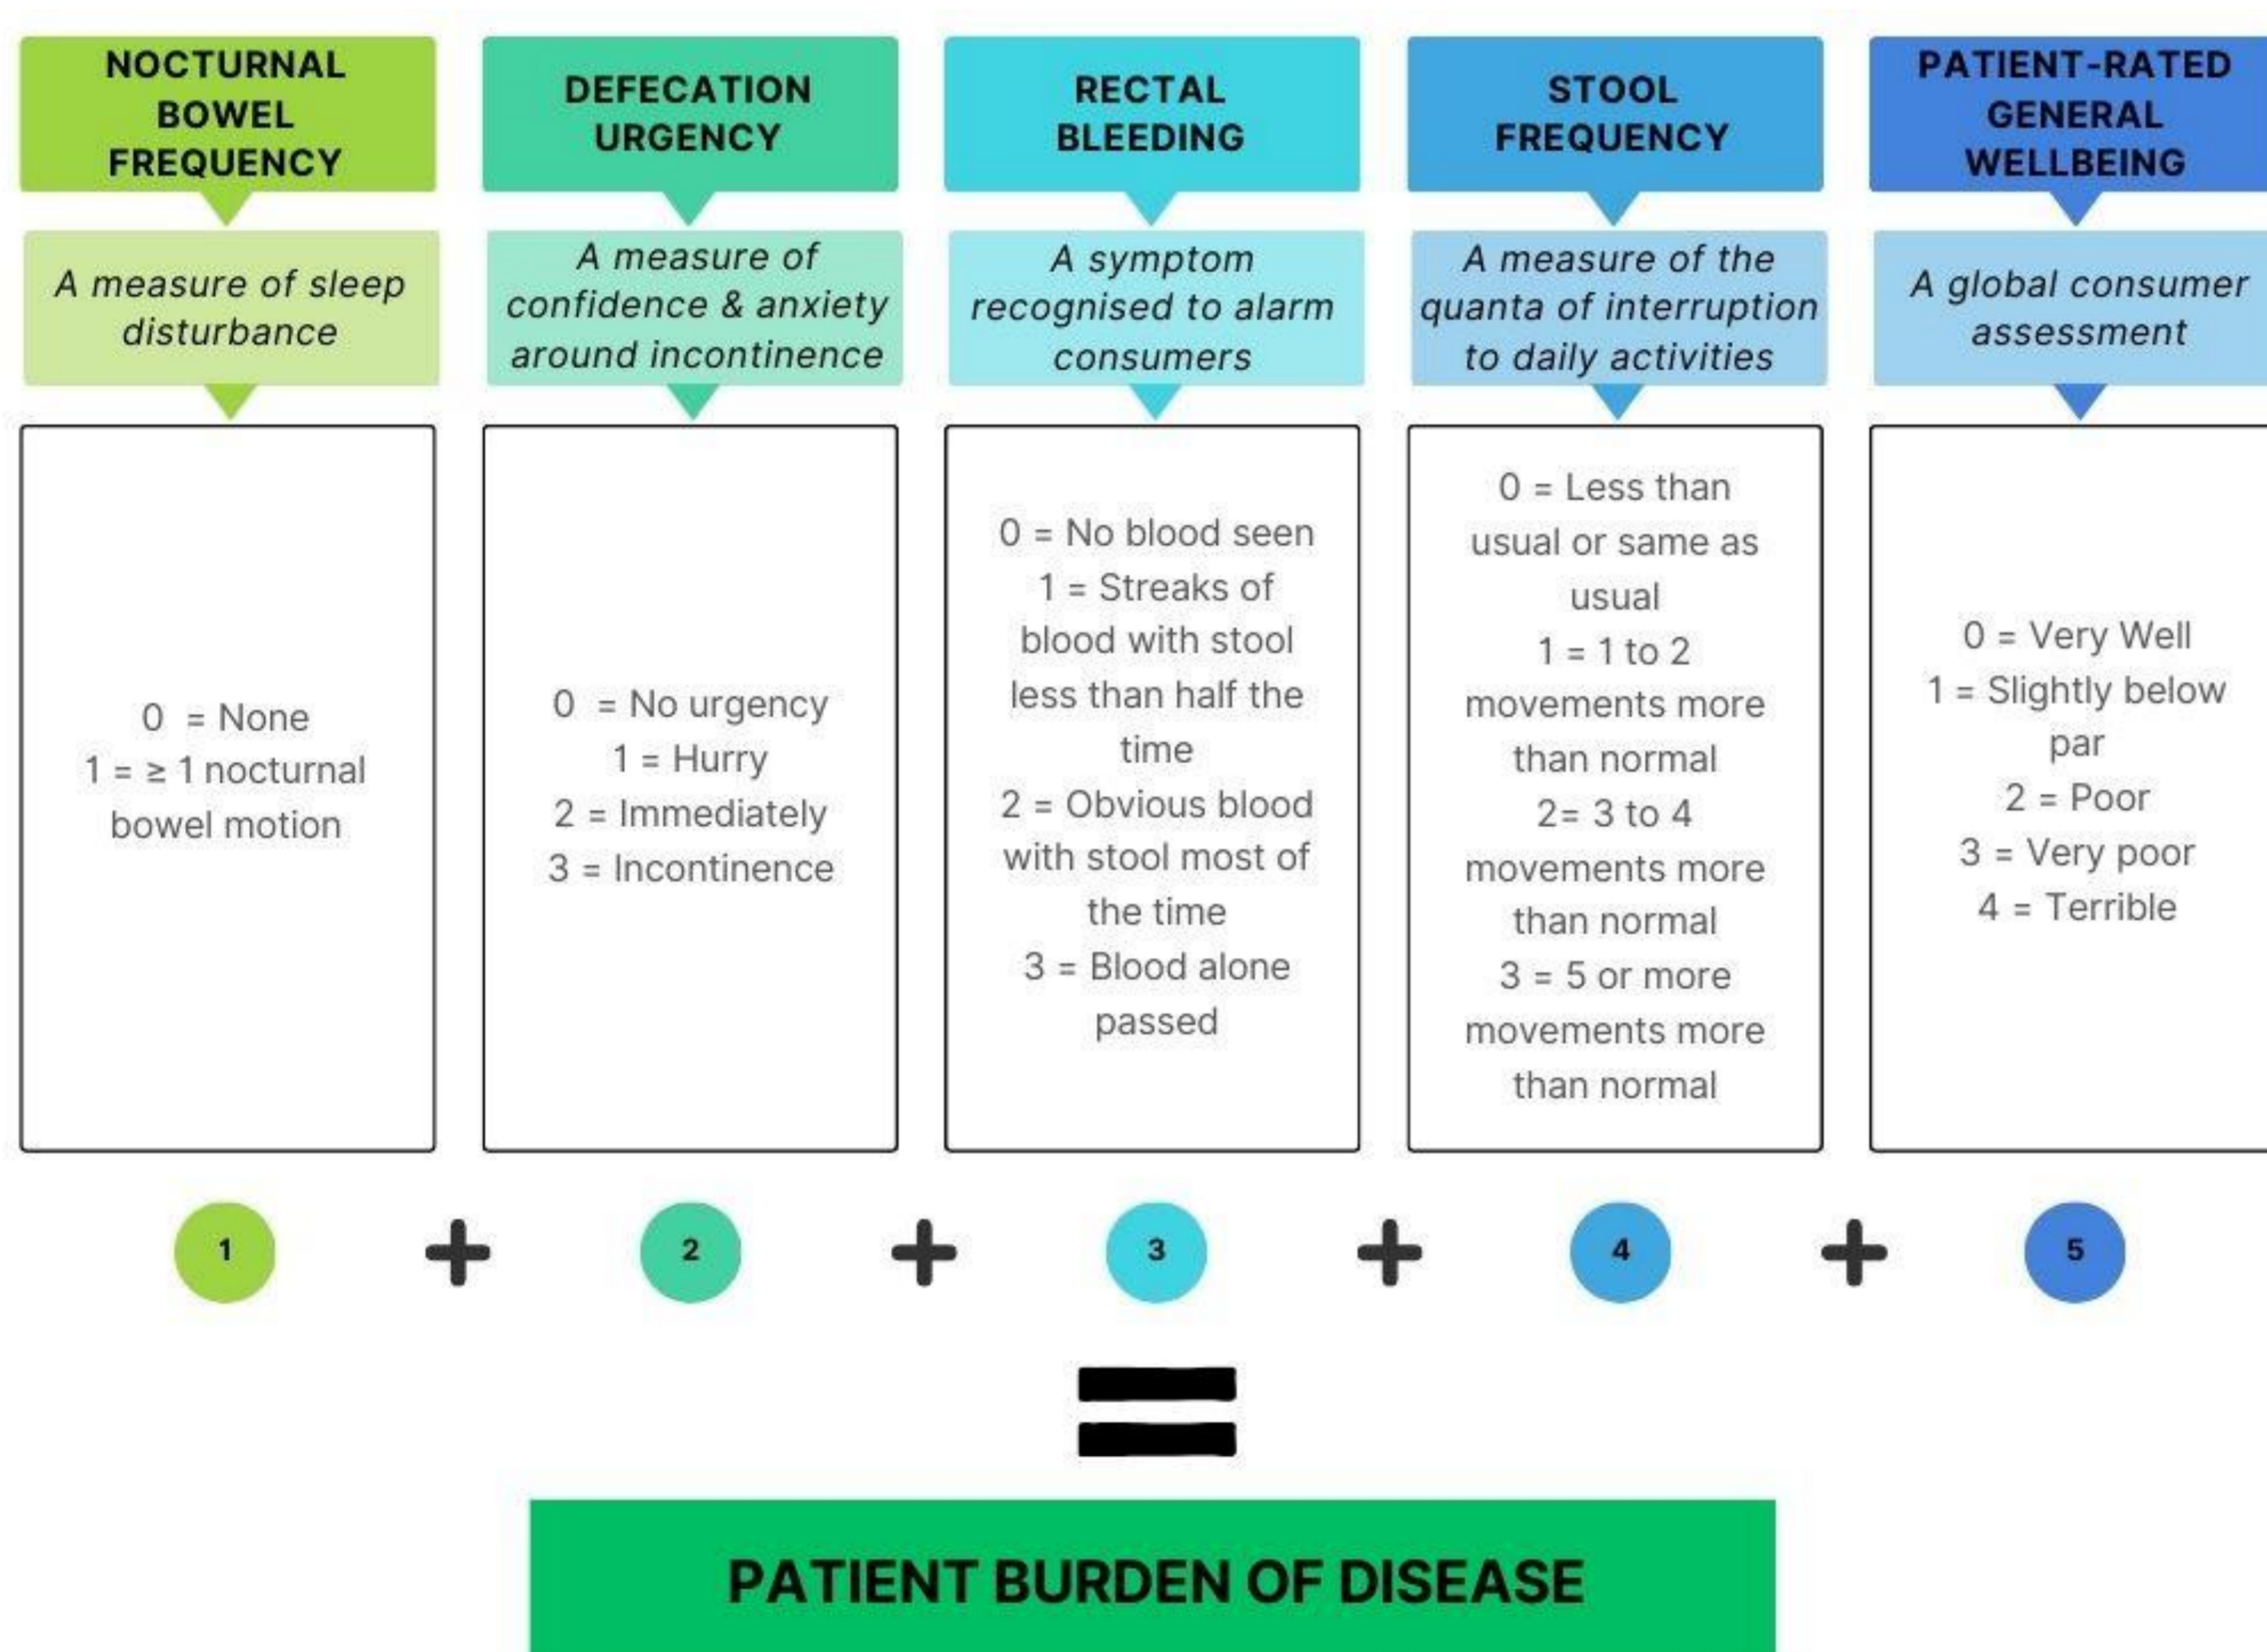 NOCTURNAL
BOWEL
FREQUENCY
A measure of sleep
disturbance
0 = None
1 = ≥ 1 nocturnal
bowel motion
DEFECATION
URGENCY
A measure of
confidence & anxiety
around incontinence
0 = No urgency
1 = Hurry
2 = Immediately
3 = Incontinence
RECTAL
BLEEDING
A symptom
recognised to alarm
consumers
0 = No blood seen
1 = Streaks of
blood with stool
less than half the
time
2 = Obvious blood
with stool most of
the time
3 = Blood alone
passed
STOOL
FREQUENCY
A measure of the
quanta of interruption
to daily activities
0 = Less than
usual or same as
usual
1 = 1 to 2
movements more
than normal
2= 3 to 4
movements more
than normal
3 = 5 or more
movements more
than normal
PATIENT-RATED
GENERAL
WELLBEING
A global consumer
assessment
0 = Very Well
1 = Slightly below
par
2 = Poor
3 = Very poor
4 = Terrible
1 + 2 + 3 + 4 + 5
=
PATIENT BURDEN OF DISEASE